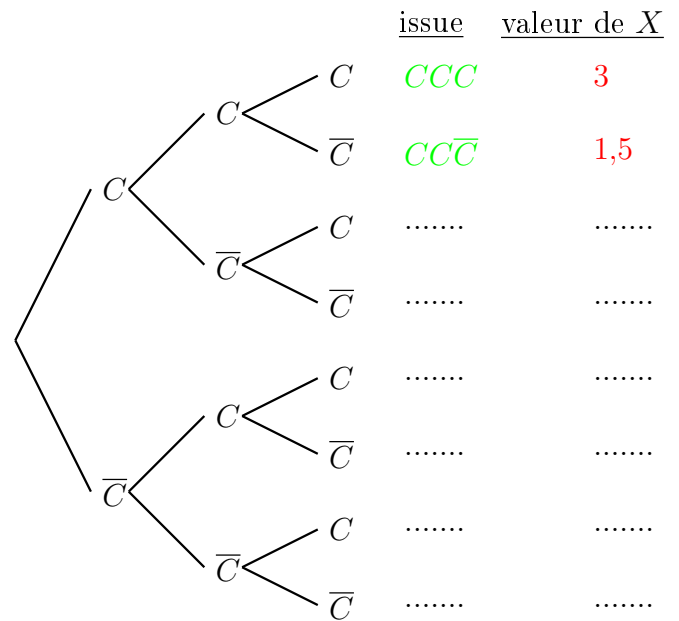 issue valeur de X
C CCC 3
C
C̅ CCC̅ 1,5
C
C ....... .......
C̅
C̅ ....... .......
C ....... .......
C
C̅ ....... .......
C̅
C ....... .......
C̅
C̅ ....... .......